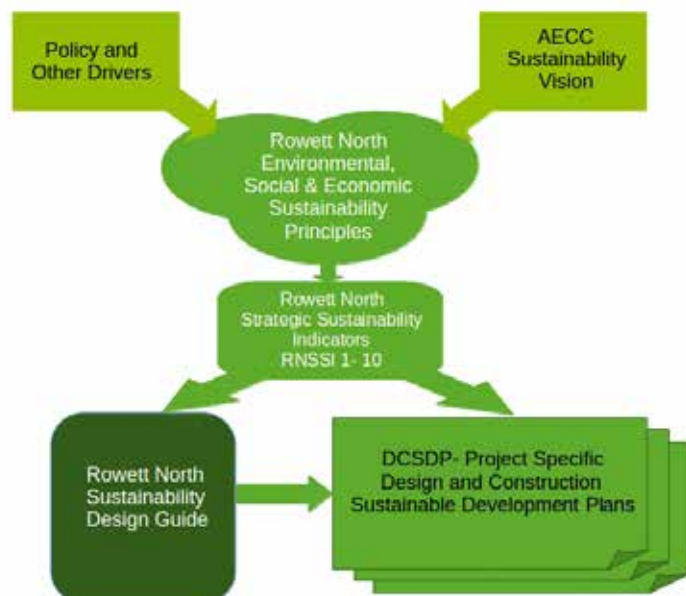 Policy and
Other Drivers
AECC
Sustainability
Vision
Rowett North
Environmental,
Social & Economic
Sustainability
Principles
Rowett North
Strategic Sustainability
Indicators
RNSSI 1- 10
Rowett North
Sustainability
Design Guide
DCSDP- Project Specific
Design and Construction
Sustainable Development Plans